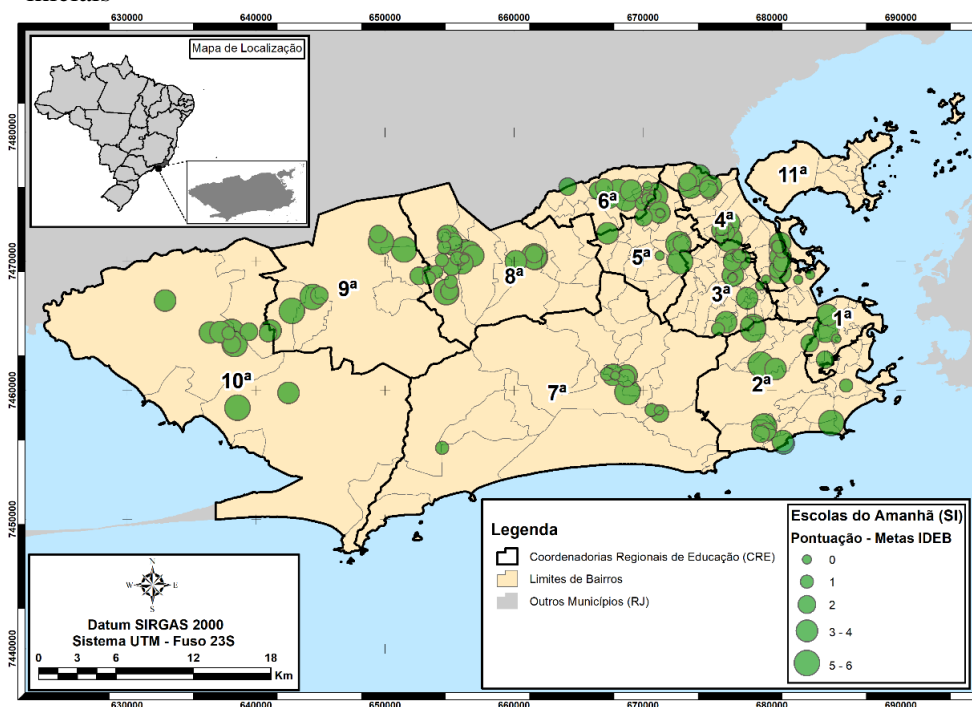 iniciais
630000 640000 650000 660000 670000 680000 690000
Mapa de Localização
7480000
7470000
7460000
7450000
7440000
11ª
6ª
4ª
5ª
8ª
9ª
3ª
1ª
10ª
7ª
2ª
Legenda
Coordenadorias Regionais de Educação (CRE)
Limites de Bairros
Outros Municípios (RJ)
Escolas do Amanhã (SI)
Pontuação - Metas IDEB
0
1
2
3 - 4
5 - 6
N
W E
S
Datum SIRGAS 2000
Sistema UTM - Fuso 23S
0 3 6 12 18
Km
630000 640000 650000 660000 670000 680000 690000